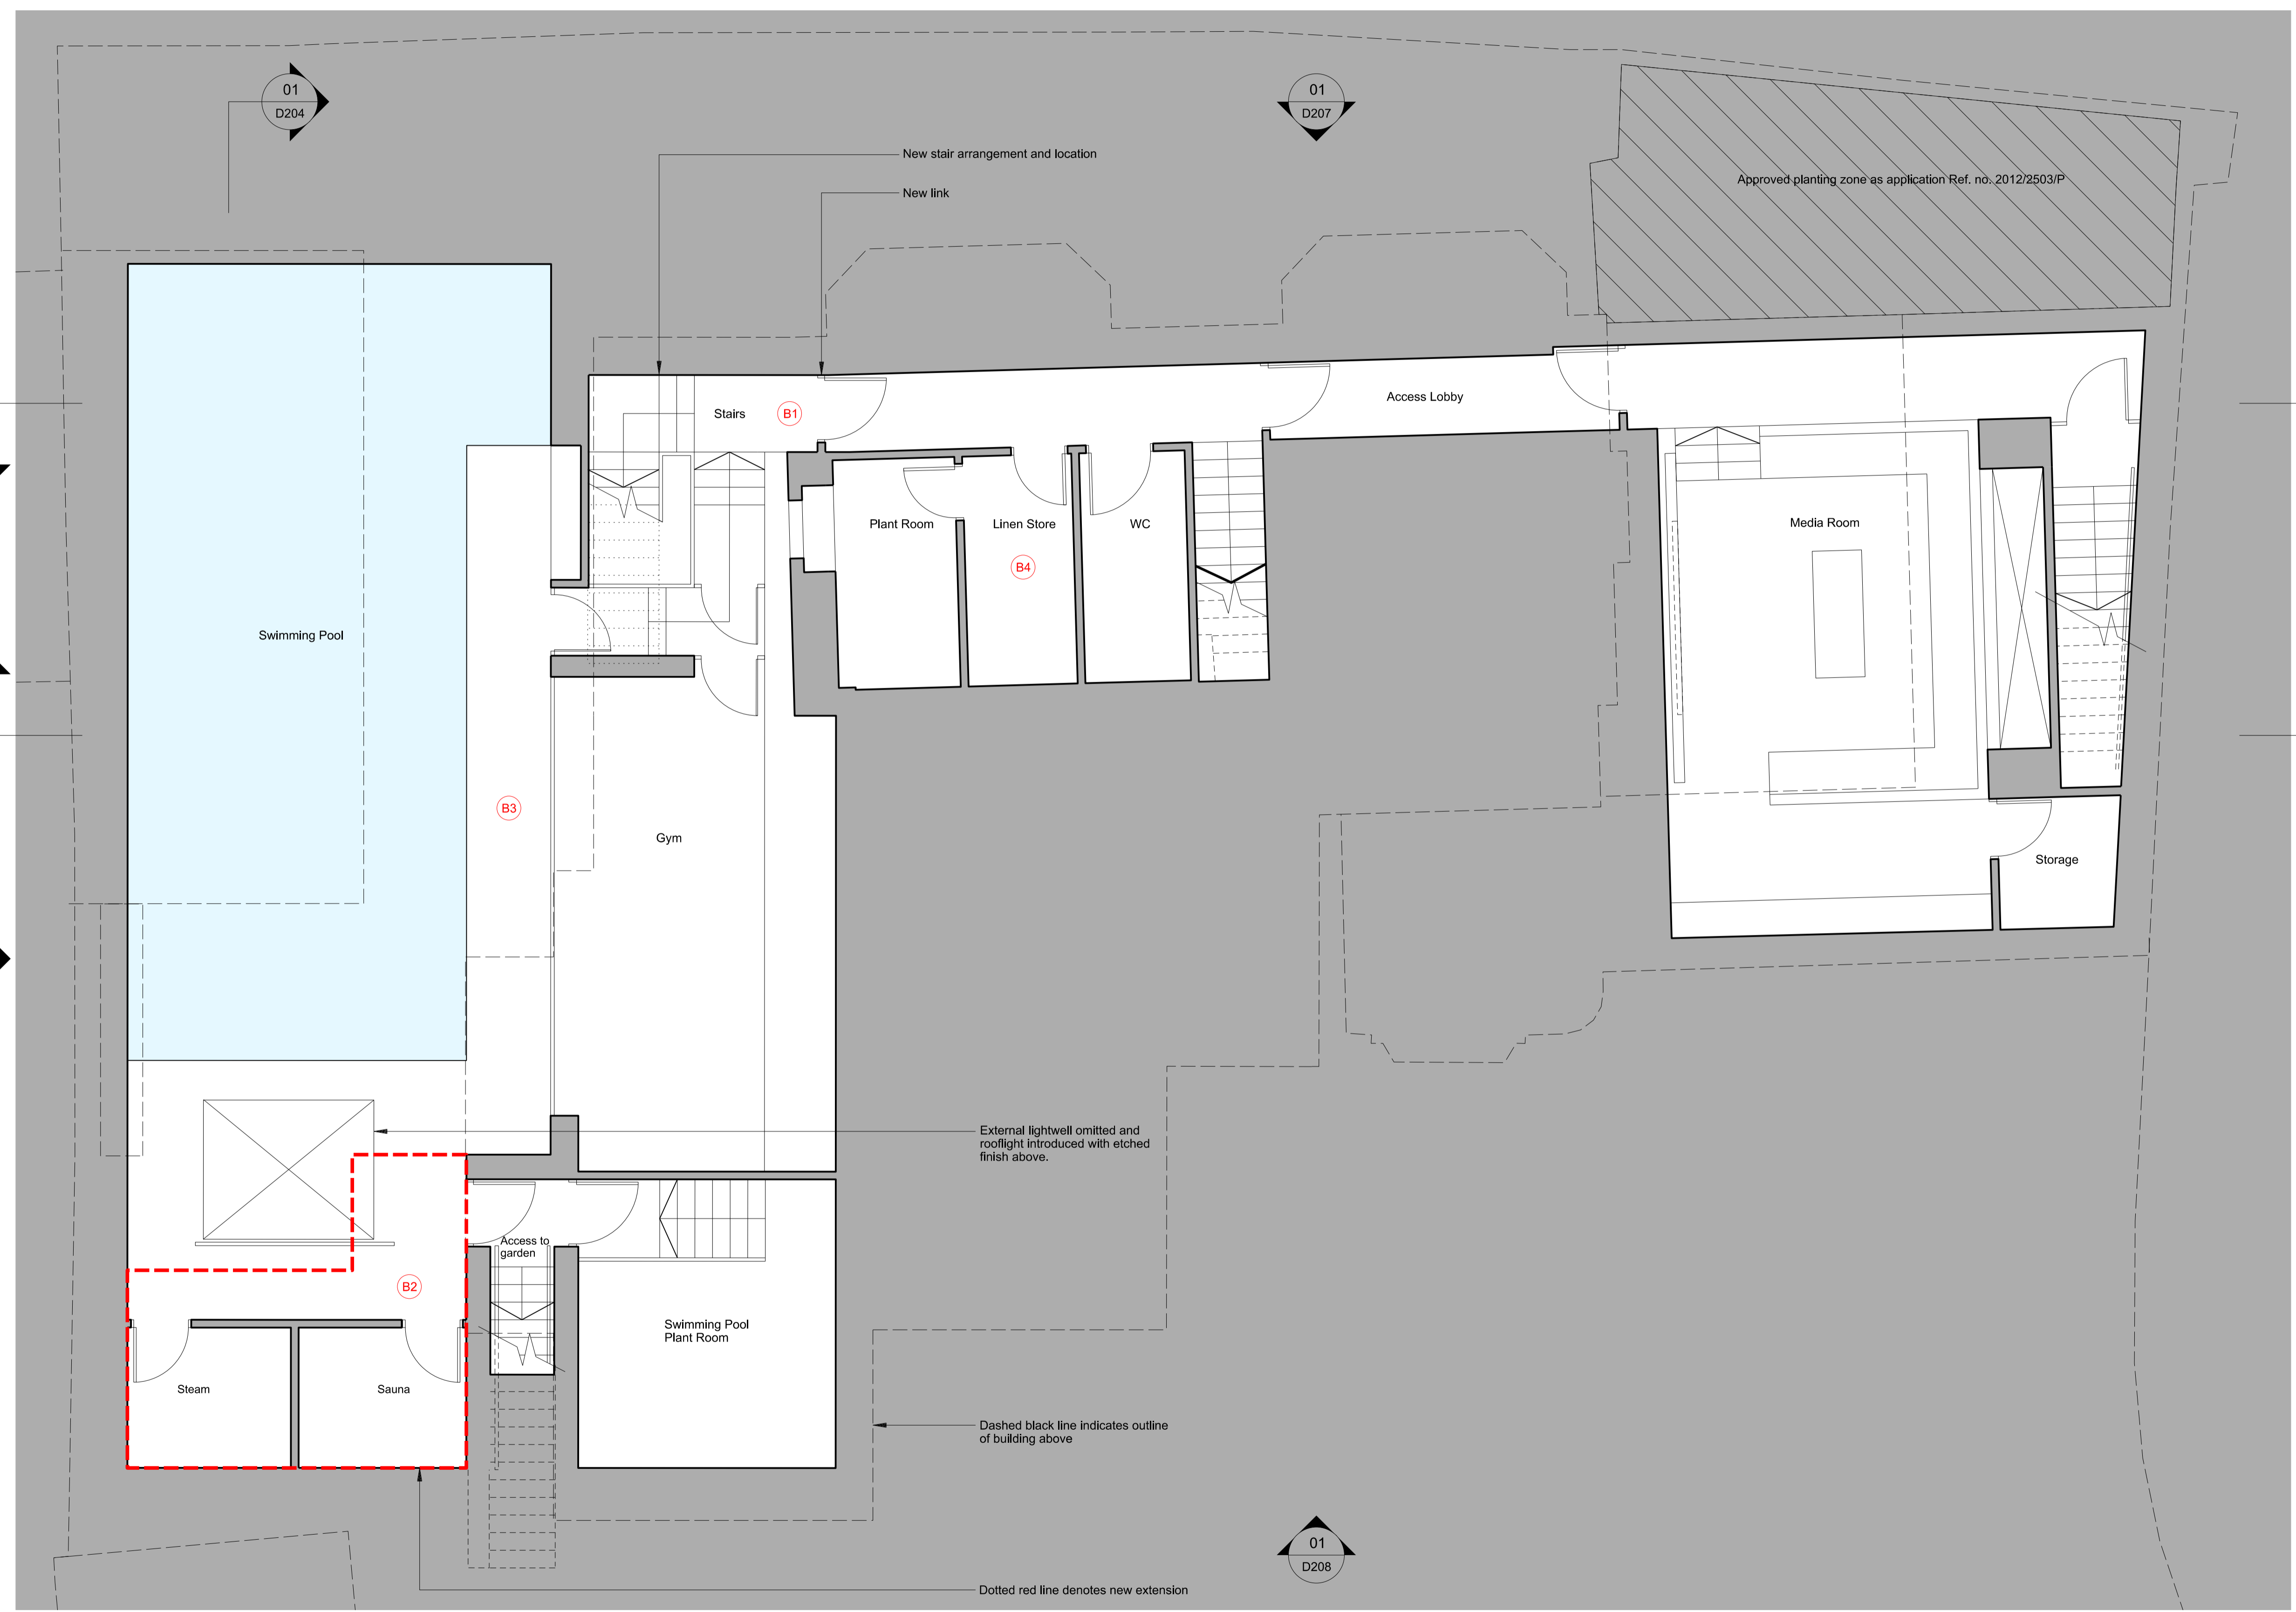 01
D204
01
D207
New stair arrangement and location
New link
Approved planting zone as application Ref. no. 2012/2503/P
Access Lobby
Stairs
B1
Plant Room
Linen Store
WC
Media Room
B4
Swimming Pool
B3
Gym
Storage
External lightwell omitted and
rooflight introduced with etched
finish above.
Access to
garden
B2
Swimming Pool
Plant Room
Steam
Sauna
Dashed black line indicates outline
of building above
01
D208
Dotted red line denotes new extension